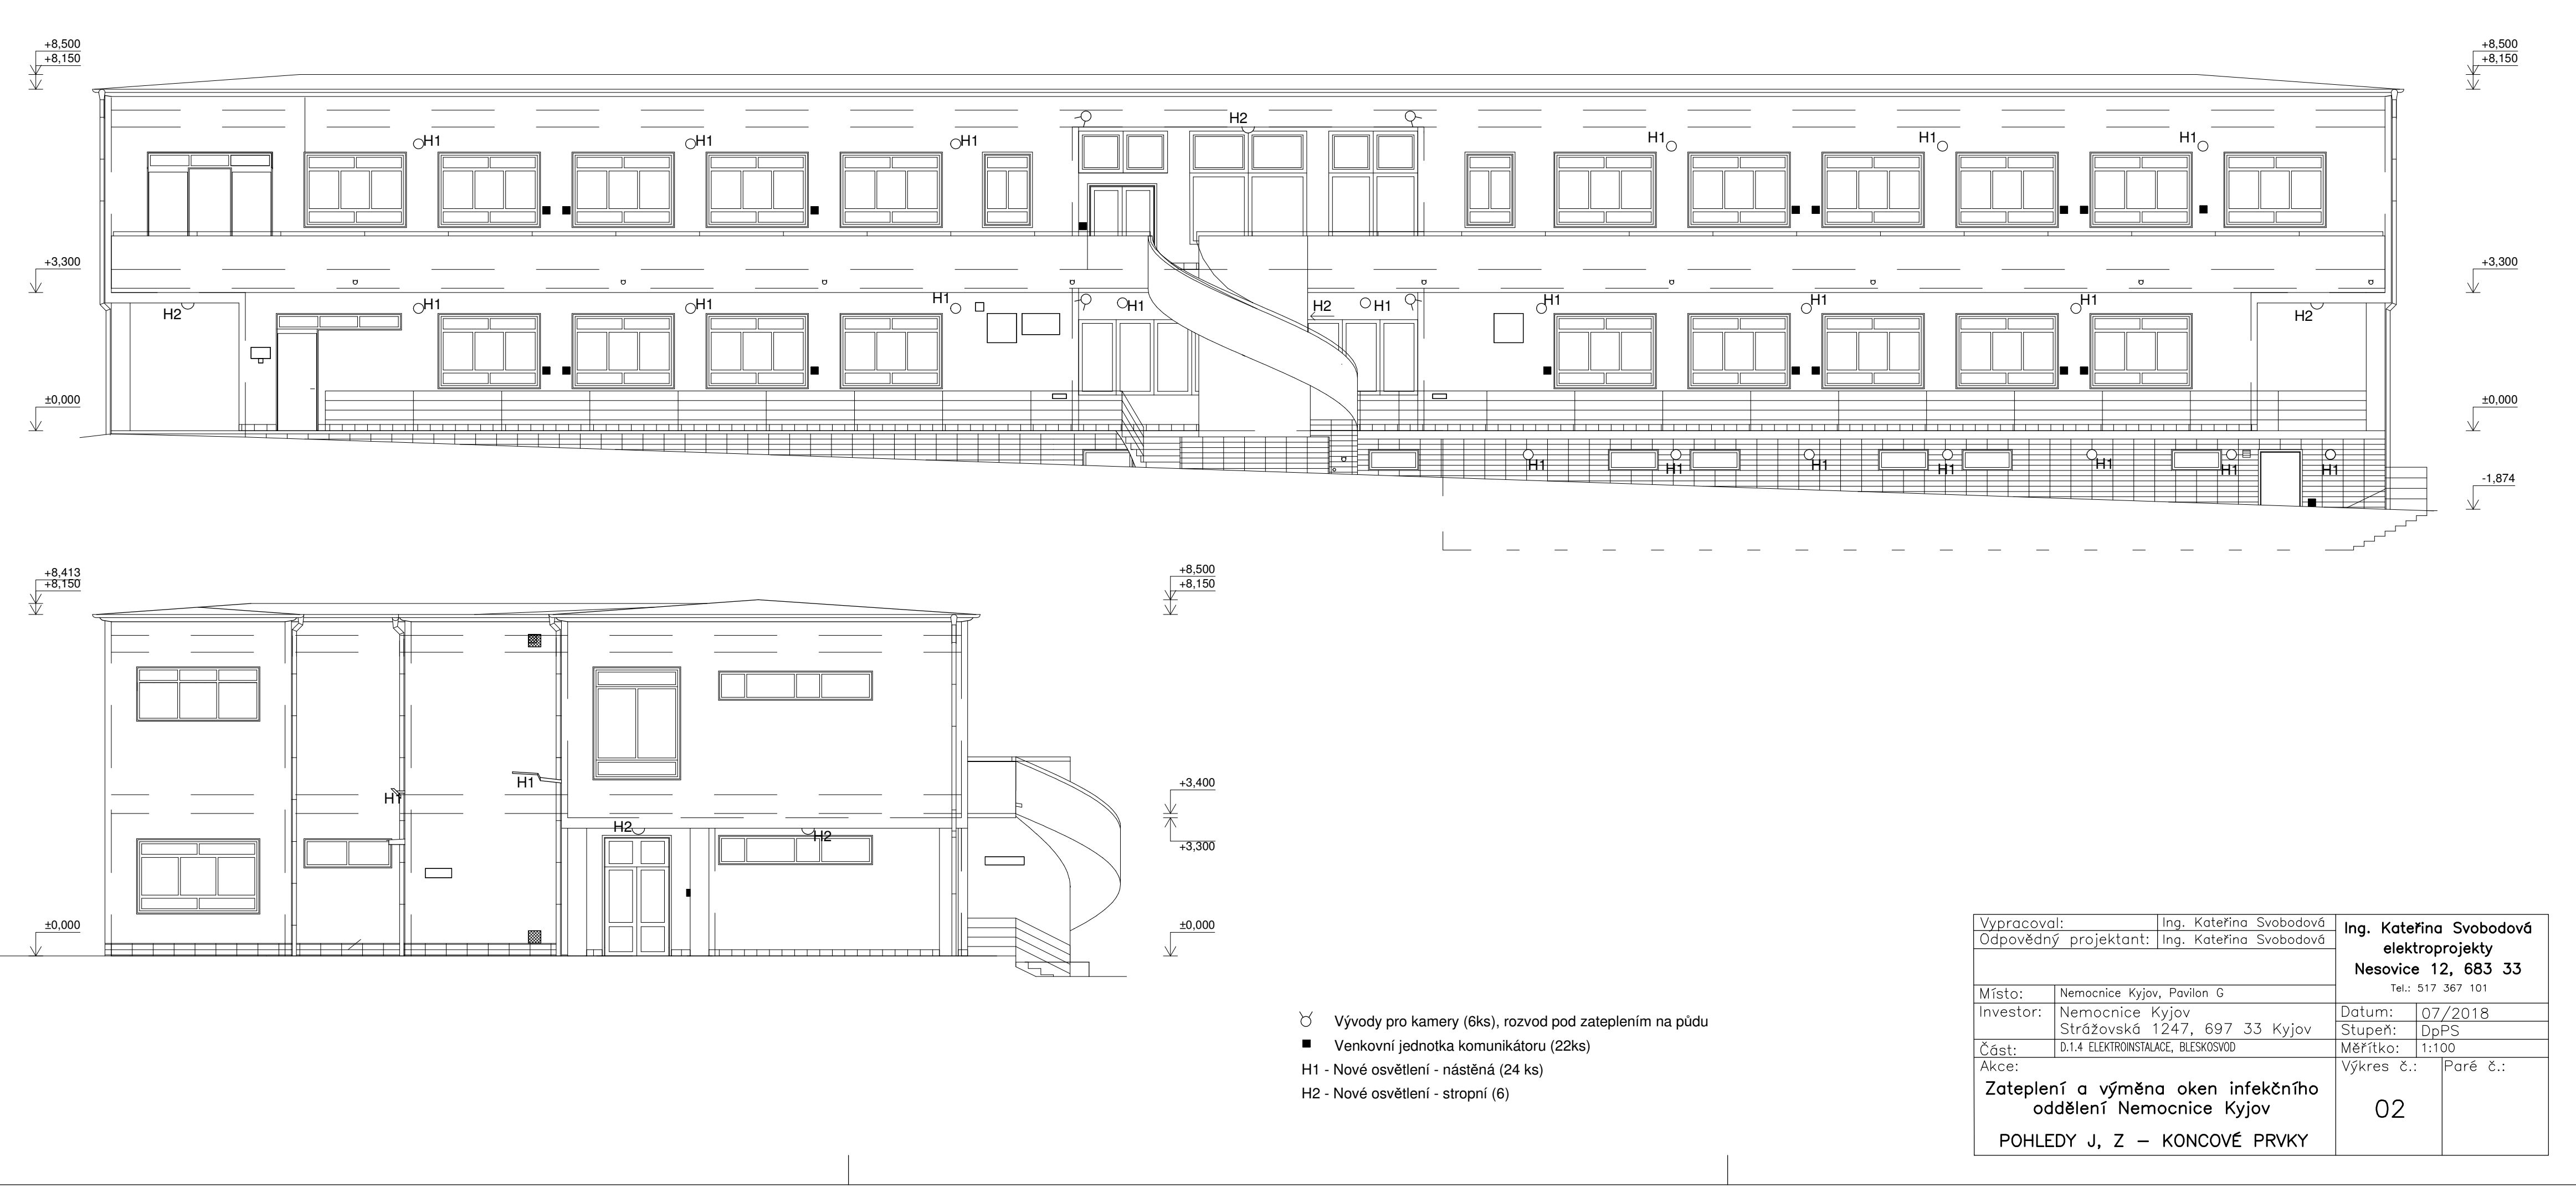 +8,500
+8,150
+8,500
+8,150
H2
H1 H1 H1 H1 H1 H1
+3,300
+3,300
H1 H1 H1 H1 H2 H1 H1 H1 H1
H2 H2
±0,000
±0,000
H1 H1 H1 H1 H1 H1 H1
-1,874
+8,413
+8,150
+8,500
+8,150
H1
H1
+3,400
H2
H2
+3,300
±0,000
±0,000
Vývody pro kamery (6ks), rozvod pod zateplením na půdu
Venkovní jednotka komunikátoru (22ks)
H1 - Nové osvětlení - nástěná (24 ks)
H2 - Nové osvětlení - stropní (6)
Vypracoval: Ing. Kateřina Svobodová
Odpovědný projektant: Ing. Kateřina Svobodová
Ing. Kateřina Svobodová
elektroprojekty
Nesovice 12, 683 33
Tel.: 517 367 101
Místo: Nemocnice Kyjov, Pavilon G
Investor: Nemocnice Kyjov
Strážovská 1247, 697 33 Kyjov
Datum: 07/2018
Stupeň: DpPS
Část: D.1.4 ELEKTROINSTALACE, BLESKOSVOD
Měřítko: 1:100
Akce:
Zateplení a výměna oken infekčního
oddělení Nemocnice Kyjov
POHLEDY J, Z – KONCOVÉ PRVKY
Výkres č.: Paré č.:
02